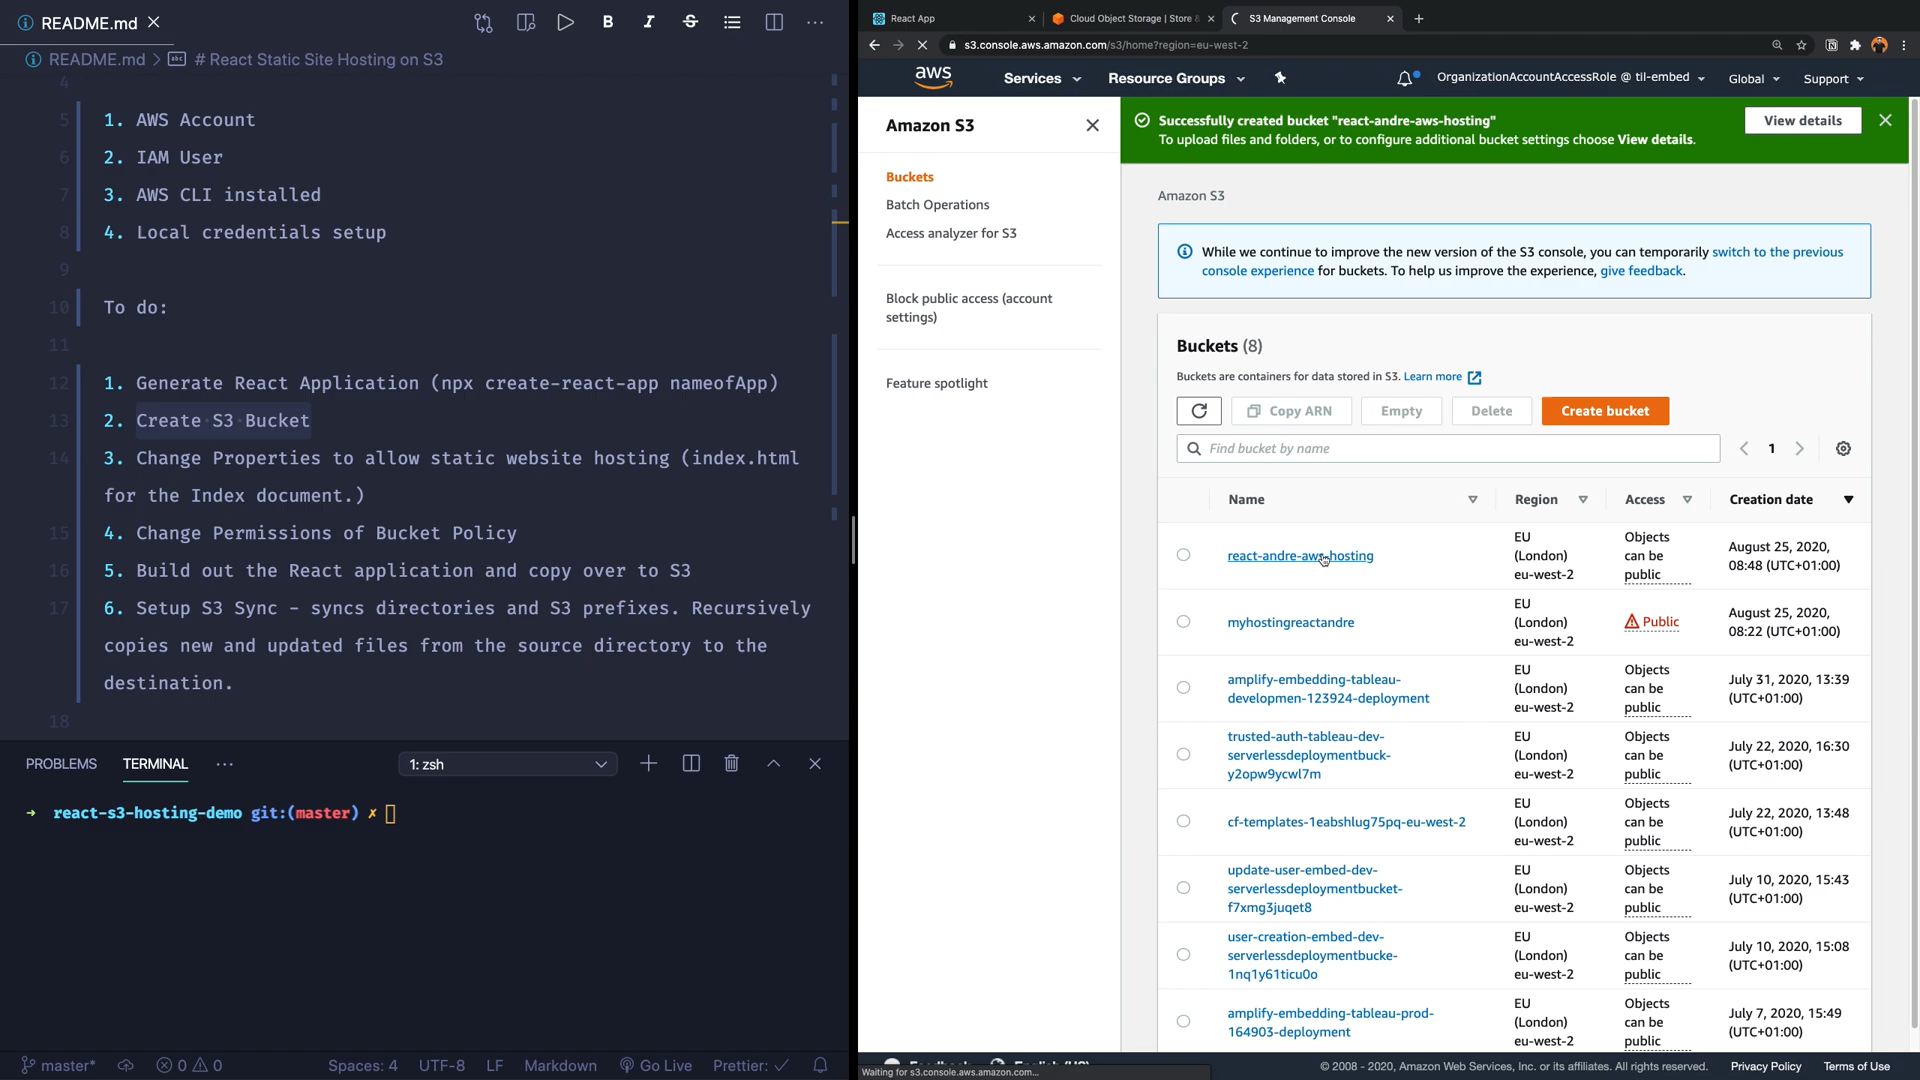 README.md
README.md > # React Static Site Hosting on S3
4
5 1. AWS Account
6 2. IAM User
7 3. AWS CLI installed
8 4. Local credentials setup
9
10 To do:
11
12 1. Generate React Application (npx create-react-app nameofApp)
13 2. Create S3 Bucket
14 3. Change Properties to allow static website hosting (index.html
for the Index document.)
15 4. Change Permissions of Bucket Policy
16 5. Build out the React application and copy over to S3
17 6. Setup S3 Sync - syncs directories and S3 prefixes. Recursively
copies new and updated files from the source directory to the
destination.
18
PROBLEMS TERMINAL ··· 1: zsh
→ react-s3-hosting-demo git:(master) ✗
master* 0 0 Spaces: 4 UTF-8 LF Markdown Go Live Prettier: ✓
React App
Cloud Object Storage | Store &
S3 Management Console
s3.console.aws.amazon.com/s3/home?region=eu-west-2
aws Services Resource Groups OrganizationAccountAccessRole @ til-embed Global Support
Amazon S3
Buckets
Batch Operations
Access analyzer for S3
Block public access (account
settings)
Feature spotlight
Successfully created bucket "react-andre-aws-hosting"
To upload files and folders, or to configure additional bucket settings choose View details.
View details
Amazon S3
While we continue to improve the new version of the S3 console, you can temporarily switch to the previous
console experience for buckets. To help us improve the experience, give feedback.
Buckets (8)
Buckets are containers for data stored in S3. Learn more
Copy ARN Empty Delete Create bucket
Find bucket by name
1
Name Region Access Creation date
react-andre-aws-hosting
EU
(London)
eu-west-2
Objects
can be
public
August 25, 2020,
08:48 (UTC+01:00)
myhostingreactandre
EU
(London)
eu-west-2
Public
August 25, 2020,
08:22 (UTC+01:00)
amplify-embedding-tableau-
developmen-123924-deployment
EU
(London)
eu-west-2
Objects
can be
public
July 31, 2020, 13:39
(UTC+01:00)
trusted-auth-tableau-dev-
serverlessdeploymentbuck-
y2opw9ycwl7m
EU
(London)
eu-west-2
Objects
can be
public
July 22, 2020, 16:30
(UTC+01:00)
cf-templates-1eabshlug75pq-eu-west-2
EU
(London)
eu-west-2
Objects
can be
public
July 22, 2020, 13:48
(UTC+01:00)
update-user-embed-dev-
serverlessdeploymentbucket-
f7xmg3juqet8
EU
(London)
eu-west-2
Objects
can be
public
July 10, 2020, 15:43
(UTC+01:00)
user-creation-embed-dev-
serverlessdeploymentbucke-
1nq1y61ticu0o
EU
(London)
eu-west-2
Objects
can be
public
July 10, 2020, 15:08
(UTC+01:00)
amplify-embedding-tableau-prod-
164903-deployment
EU
(London)
eu-west-2
Objects
can be
public
July 7, 2020, 15:49
(UTC+01:00)
Feedback English (US)
Waiting for s3.console.aws.amazon.com...
© 2008 - 2020, Amazon Web Services, Inc. or its affiliates. All rights reserved. Privacy Policy Terms of Use